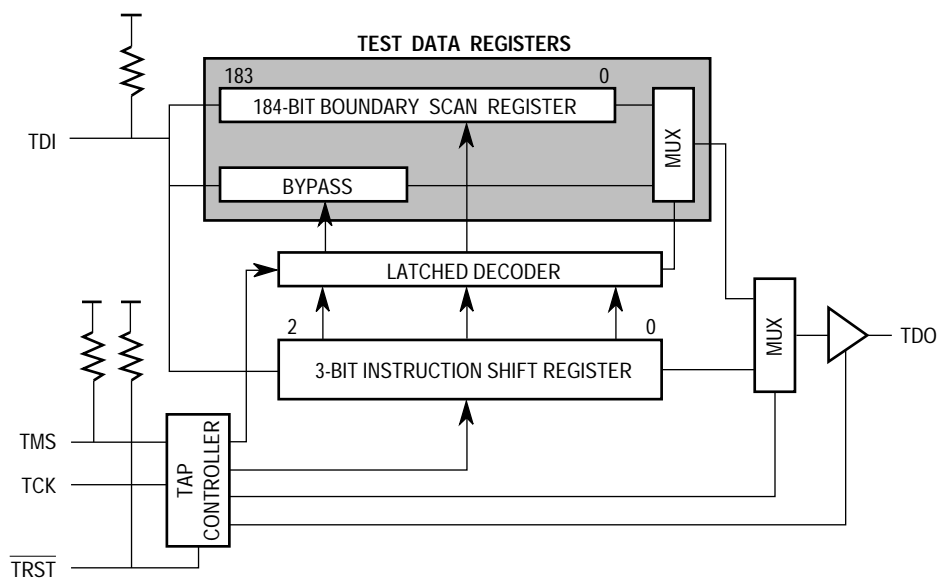 TEST DATA REGISTERS
183
0
184-BIT BOUNDARY SCAN REGISTER
MUX
TDI
BYPASS
LATCHED DECODER
2
0
3-BIT INSTRUCTION SHIFT REGISTER
MUX
TDO
TMS
TAP
CONTROLLER
TCK
TRST